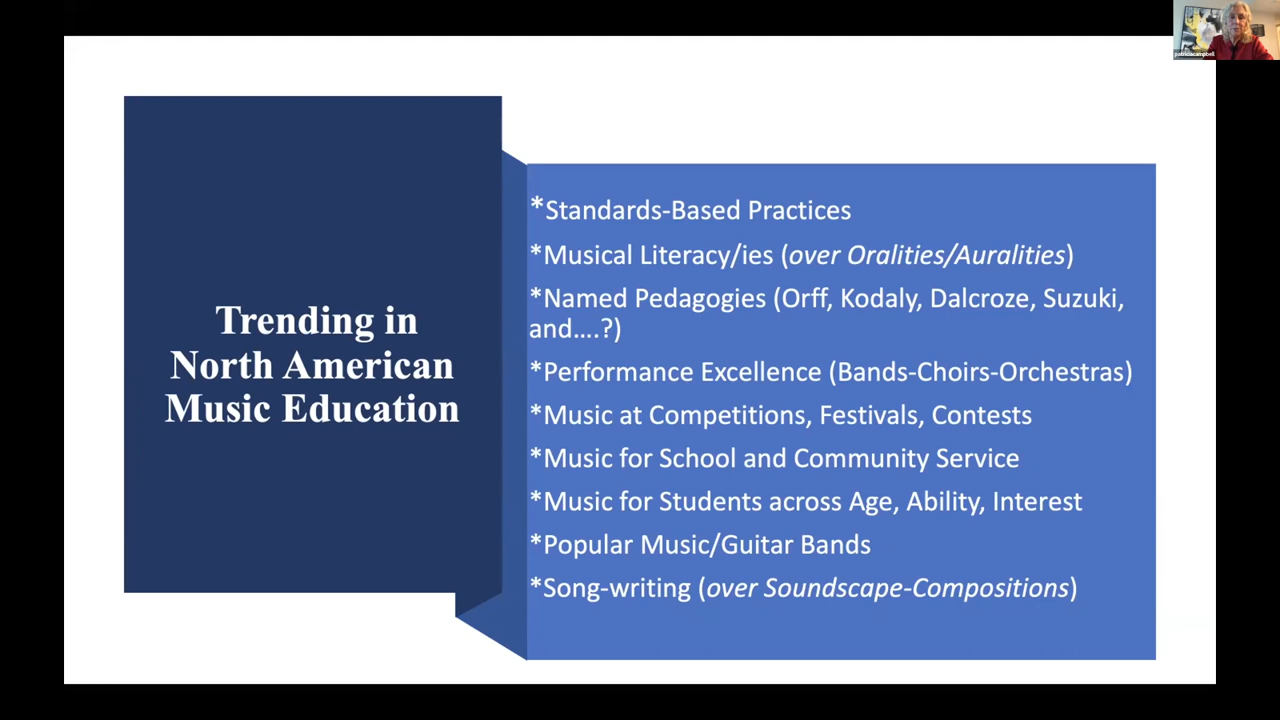 patriciacampbell
Trending in
North American
Music Education
*Standards-Based Practices
*Musical Literacy/ies (over Oralities/Auralities)
*Named Pedagogies (Orff, Kodaly, Dalcroze, Suzuki,
and….?)
*Performance Excellence (Bands-Choirs-Orchestras)
*Music at Competitions, Festivals, Contests
*Music for School and Community Service
*Music for Students across Age, Ability, Interest
*Popular Music/Guitar Bands
*Song-writing (over Soundscape-Compositions)